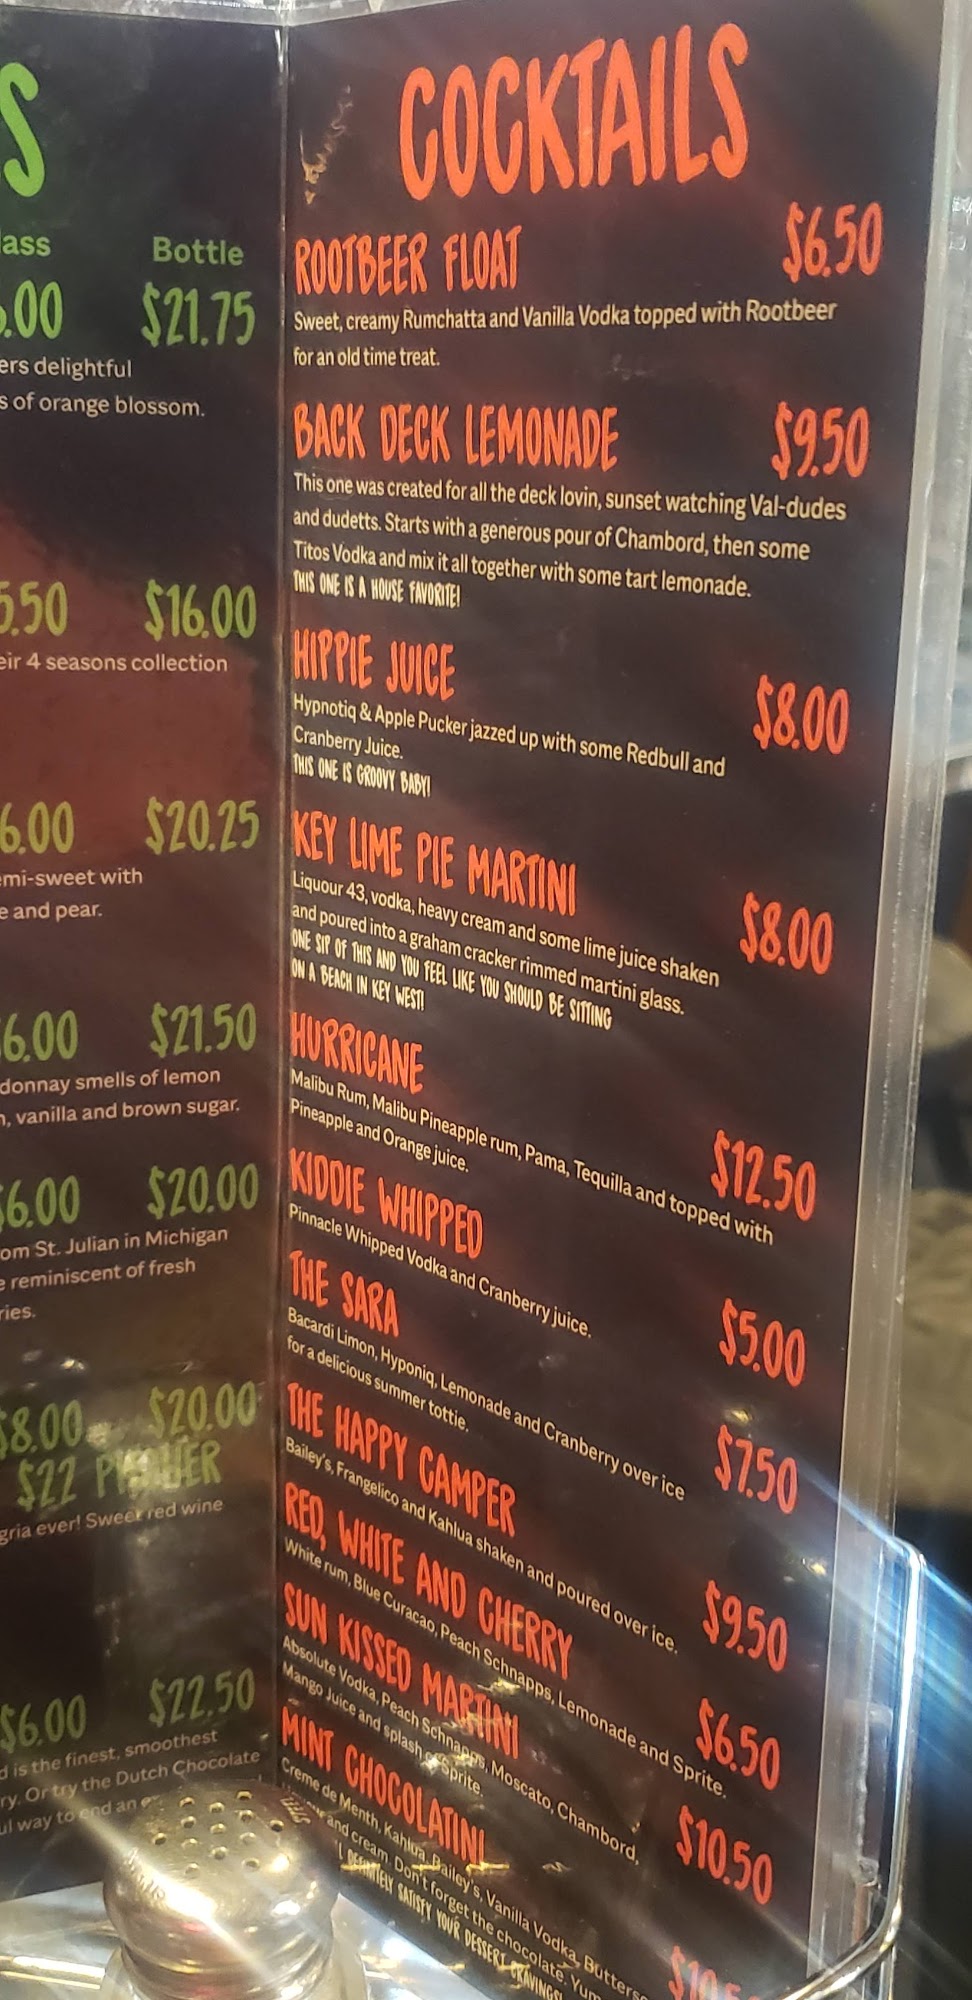 S
lass Bottle
.00 $21.75
ers delightful
s of orange blossom.
5.50 $16.00
eir 4 seasons collection
6.00 $20.25
emi-sweet with
e and pear.
6.00 $21.50
donnay smells of lemon
n, vanilla and brown sugar.
$6.00 $20.00
om St. Julian in Michigan
e reminiscent of fresh
ries.
$8.00 $20.00
$22 PITCHER
gria ever! Sweet red wine
$6.00 $22.50
d is the finest, smoothest
ry. Or try the Dutch Chocolate
ul way to end an
COCKTAILS
ROOTBEER FLOAT $6.50
Sweet, creamy Rumchatta and Vanilla Vodka topped with Rootbeer
for an old time treat.
BACK DECK LEMONADE $9.50
This one was created for all the deck lovin, sunset watching Val-dudes
and dudetts. Starts with a generous pour of Chambord, then some
Titos Vodka and mix it all together with some tart lemonade.
THIS ONE IS A HOUSE FAVORITE!
HIPPIE JUICE $8.00
Hypnotiq & Apple Pucker jazzed up with some Redbull and
Cranberry Juice.
THIS ONE IS GROOVY BABY!
KEY LIME PIE MARTINI $8.00
Liquour 43, vodka, heavy cream and some lime juice shaken
and poured into a graham cracker rimmed martini glass.
ONE SIP OF THIS AND YOU FEEL LIKE YOU SHOULD BE SITTING
ON A BEACH IN KEY WEST!
HURRICANE $12.50
Malibu Rum, Malibu Pineapple rum, Pama, Tequilla and topped with
Pineapple and Orange juice.
KIDDIE WHIPPED $5.00
Pinnacle Whipped Vodka and Cranberry juice.
THE SARA $7.50
Bacardi Limon, Hyponiq, Lemonade and Cranberry over ice
for a delicious summer tottie.
THE HAPPY CAMPER $9.50
Bailey's, Frangelico and Kahlua shaken and poured over ice.
RED, WHITE AND CHERRY $6.50
White rum, Blue Curacao, Peach Schnapps, Lemonade and Sprite.
SUN KISSED MARTINI $10.50
Absolute Vodka, Peach Schnapps, Moscato, Chambord,
Mango Juice and splash of Sprite.
MINT CHOCOLATINI $10.5
Creme de Menth, Kahlua, Bailey's, Vanilla Vodka, Butters
and cream. Don't forget the chocolate. Yum
DEFINITELY SATISFY YOUR DESSERT CRAVINGS!